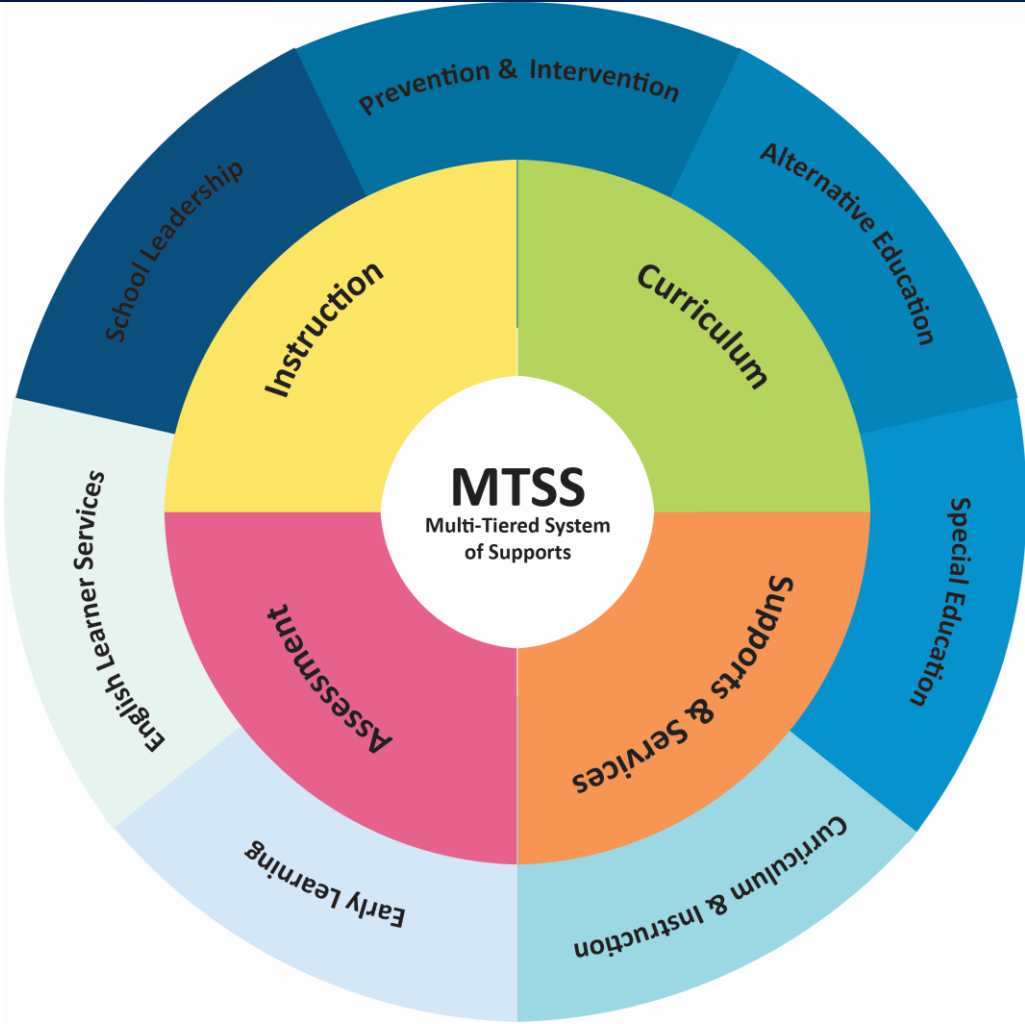 Prevention & Intervention
Alternative Education
Special Education
Curriculum & Instruction
Early Learning
English Learner Services
School Leadership
Instruction
Curriculum
Supports & Services
Assessment
MTSS
Multi-Tiered System
of Supports